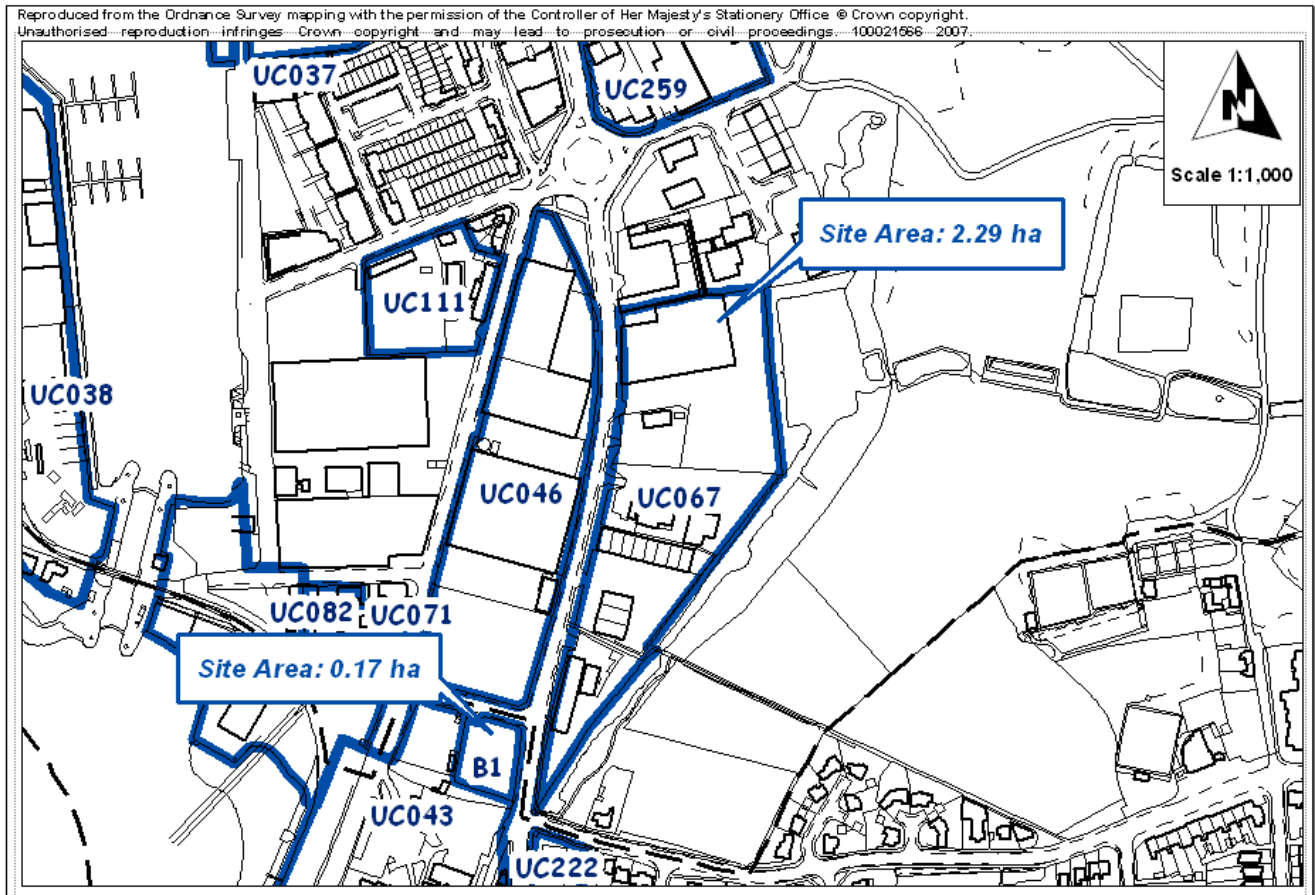 Reproduced from the Ordnance Survey mapping with the permission of the Controller of Her Majesty's Stationery Office © Crown copyright.
Unauthorised reproduction infringes Crown copyright and may lead to prosecution or civil proceedings. 100021566 2007.
UC037
UC259
N
Scale 1:1,000
Site Area: 2.29 ha
UC111
UC038
UC046
UC067
UC082
UC071
Site Area: 0.17 ha
B1
UC043
UC222